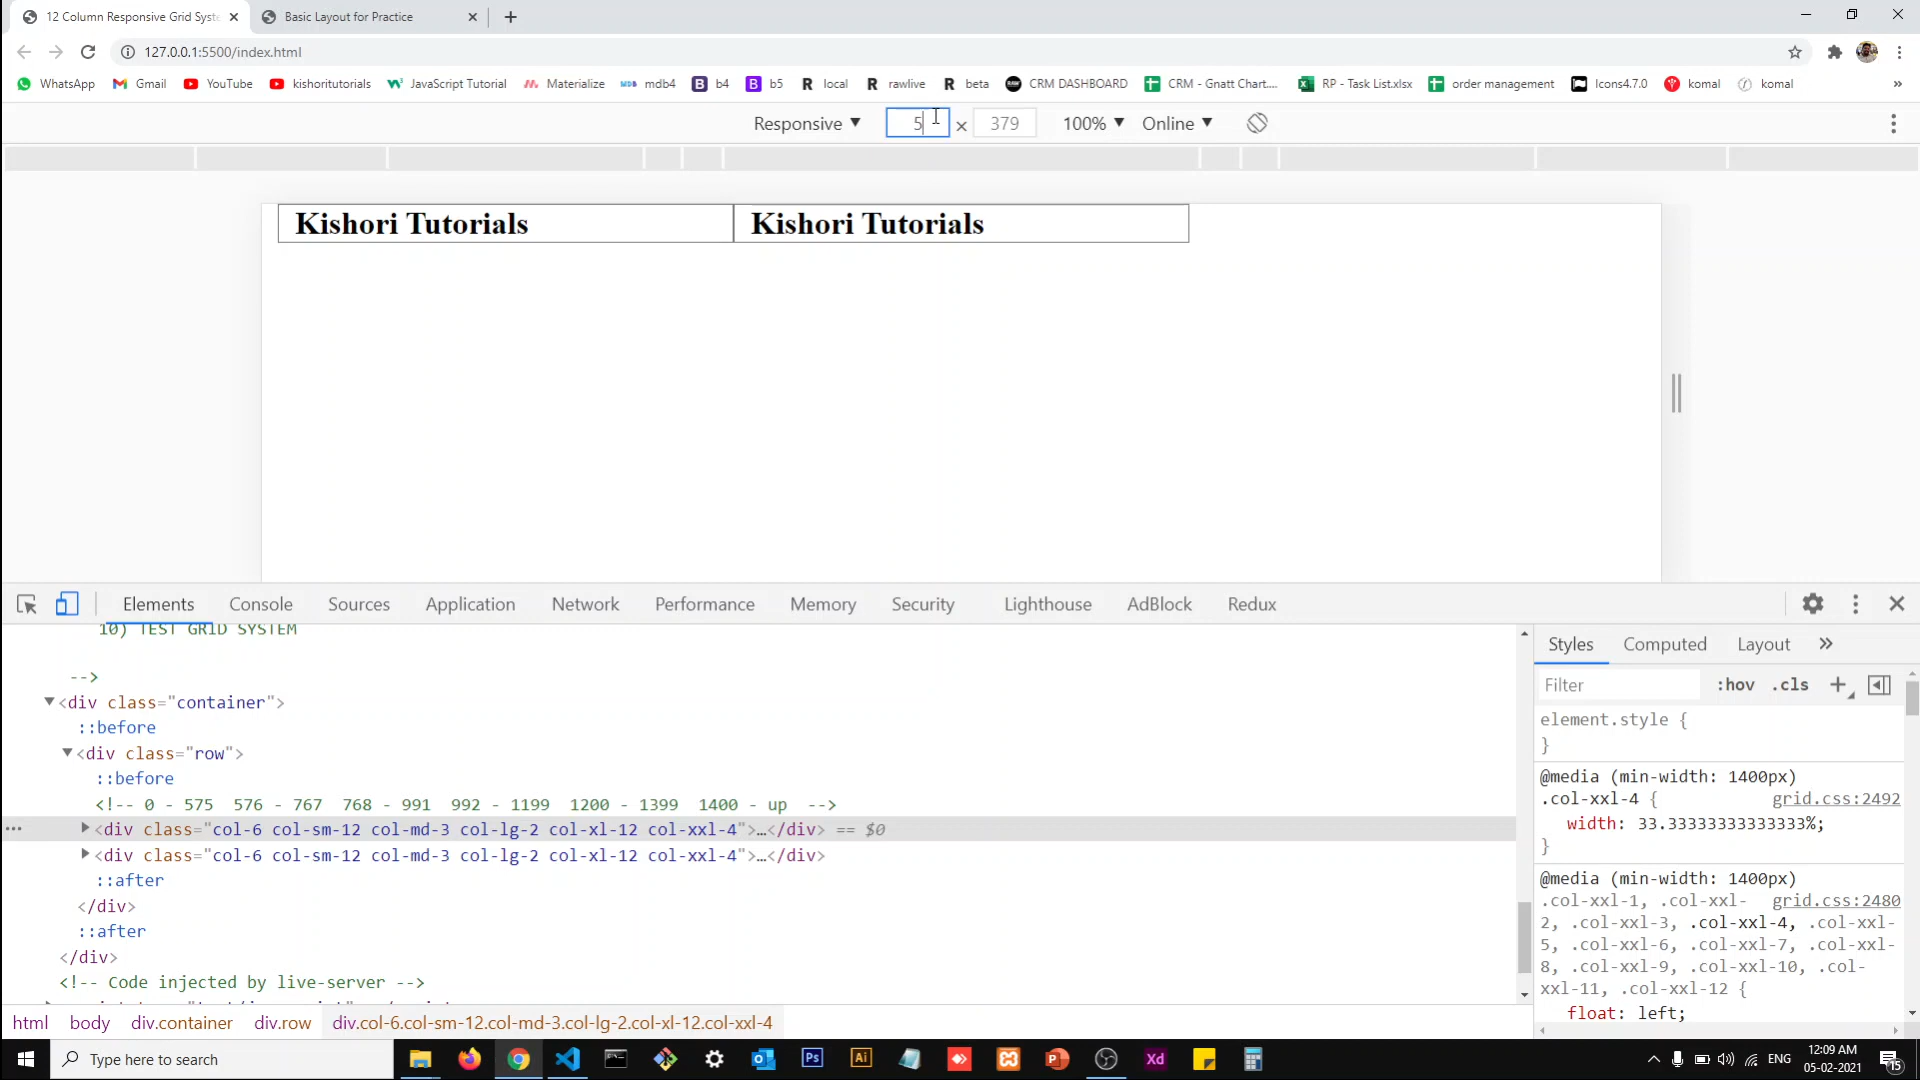 12 Column Responsive Grid Syste
Basic Layout for Practice
127.0.0.1:5500/index.html
WhatsApp Gmail YouTube kishoritutorials JavaScript Tutorial Materialize mdb4 b4 b5 local rawlive beta CRM DASHBOARD CRM - Gnatt Chart... RP - Task List.xlsx order management Icons4.7.0 komal komal »
Responsive 5 × 379 100% Online
Kishori Tutorials Kishori Tutorials
Elements Console Sources Application Network Performance Memory Security Lighthouse AdBlock Redux
10) TEST GRID SYSTEM
-->
<div class="container">
::before
<div class="row">
::before
<!-- 0 - 575 576 - 767 768 - 991 992 - 1199 1200 - 1399 1400 - up -->
<div class="col-6 col-sm-12 col-md-3 col-lg-2 col-xl-12 col-xxl-4">…</div> == $0
<div class="col-6 col-sm-12 col-md-3 col-lg-2 col-xl-12 col-xxl-4">…</div>
::after
</div>
::after
</div>
<!-- Code injected by live-server -->
html body div.container div.row div.col-6.col-sm-12.col-md-3.col-lg-2.col-xl-12.col-xxl-4
Styles Computed Layout »
Filter :hov .cls +
element.style {
}
@media (min-width: 1400px)
.col-xxl-4 { grid.css:2492
width: 33.33333333333333%;
}
@media (min-width: 1400px)
.col-xxl-1, .col-xxl- grid.css:2480
2, .col-xxl-3, .col-xxl-4, .col-xxl-
5, .col-xxl-6, .col-xxl-7, .col-xxl-
8, .col-xxl-9, .col-xxl-10, .col-
xxl-11, .col-xxl-12 {
float: left;
Type here to search
Ps Ai Xd
ENG
12:09 AM
05-02-2021
15